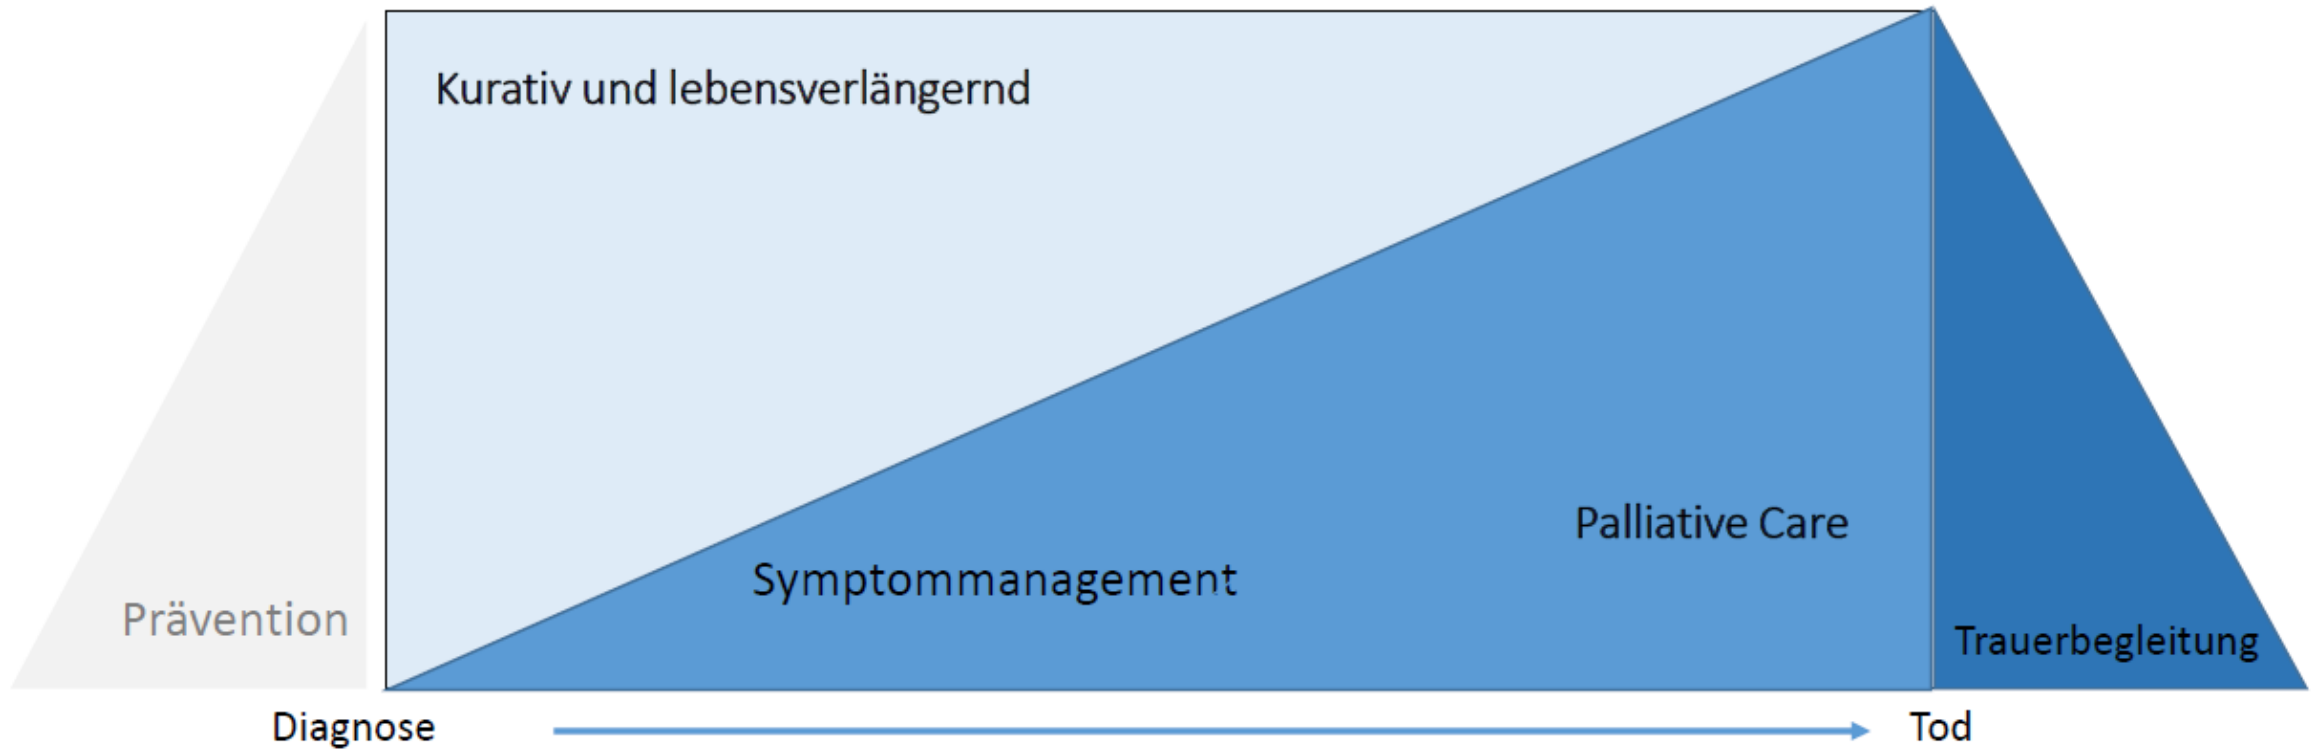 Kurativ und lebensverlängernd
Palliative Care
Symptommanagement
Prävention
Trauerbegleitung
Diagnose
Tod